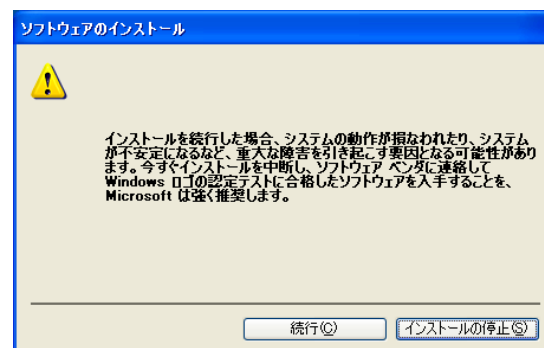 ソフトウェアのインストール
インストールを続行した場合、システムの動作が損なわれたり、システム
が不安定になるなど、重大な障害を引き起こす要因となる可能性があり
ます。今すぐインストールを中断し、ソフトウェア ベンダに連絡して
Windows ロゴの認定テストに合格したソフトウェアを入手することを、
Microsoft は強く推奨します。
続行(C) インストールの停止(S)